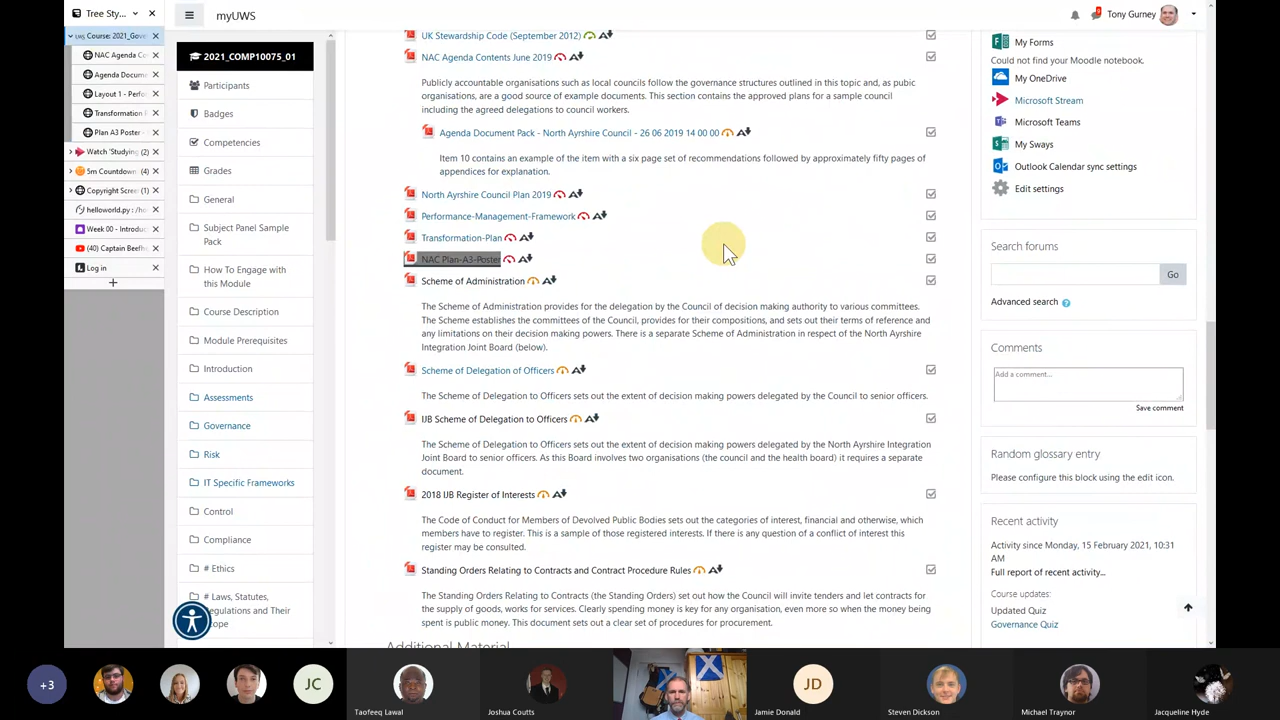 Tree Sty...
Course: 2021_Gove
NAC Agenda Co
Agenda Docum
Layout 1 - Perfo
Transformation P
Plan A3 Poster -
Watch 'Studying (2)
5m Countdown (4)
Copyright Scree (1)
helloworld.py : /ho
Week 00 - Introduc
(40) Captain Beefh
Log in
myUWS
Tony Gurney
2021_COMP10075_01
Participants
Badges
Competencies
Grades
General
Subject Panel Sample
Pack
How To Engage with
this Module
Course Description
Module Prerequisites
Introduction
Assessments
Governance
Risk
IT Specific Frameworks
Control
Compliance
# Ethics
# Laws, Statutes,
Regulations and Their
UK Stewardship Code (September 2012)
NAC Agenda Contents June 2019
Publicly accountable organisations such as local councils follow the governance structures outlined in this topic and, as pubic
organisations, are a good source of example documents. This section contains the approved plans for a sample council
including the agreed delegations to council workers.
Agenda Document Pack - North Ayrshire Council - 26 06 2019 14 00 00
Item 10 contains an example of the item with a six page set of recommendations followed by approximately fifty pages of
appendices for explanation.
North Ayrshire Council Plan 2019
Performance-Management-Framework
Transformation-Plan
NAC Plan-A3-Poster
Scheme of Administration
The Scheme of Administration provides for the delegation by the Council of decision making authority to various committees.
The Scheme establishes the committees of the Council, provides for their compositions, and sets out their terms of reference and
any limitations on their decision making powers. There is a separate Scheme of Administration in respect of the North Ayrshire
Integration Joint Board (below).
Scheme of Delegation of Officers
The Scheme of Delegation to Officers sets out the extent of decision making powers delegated by the Council to senior officers.
IJB Scheme of Delegation to Officers
The Scheme of Delegation to Officers sets out the extent of decision making powers delegated by the North Ayrshire Integration
Joint Board to senior officers. As this Board involves two organisations (the council and the health board) it requires a separate
document.
2018 IJB Register of Interests
The Code of Conduct for Members of Devolved Public Bodies sets out the categories of interest, financial and otherwise, which
members have to register. This is a sample of those registered interests. If there is any question of a conflict of interest this
register may be consulted.
Standing Orders Relating to Contracts and Contract Procedure Rules
The Standing Orders Relating to Contracts (the Standing Orders) set out how the Council will invite tenders and let contracts for
the supply of goods, works for services. Clearly spending money is key for any organisation, even more so when the money being
spent is public money. This document sets out a clear set of procedures for procurement.
Additional Material
My Forms
Could not find your Moodle notebook.
My OneDrive
Microsoft Stream
Microsoft Teams
My Sways
Outlook Calendar sync settings
Edit settings
Search forums
Go
Advanced search
Comments
Add a comment...
Save comment
Random glossary entry
Please configure this block using the edit icon.
Recent activity
Activity since Monday, 15 February 2021, 10:31
AM
Full report of recent activity...
Course updates:
Updated Quiz
Governance Quiz
+3
JC
JD
Taofeeq Lawal
Joshua Coutts
Jamie Donald
Steven Dickson
Michael Traynor
Jacqueline Hyde